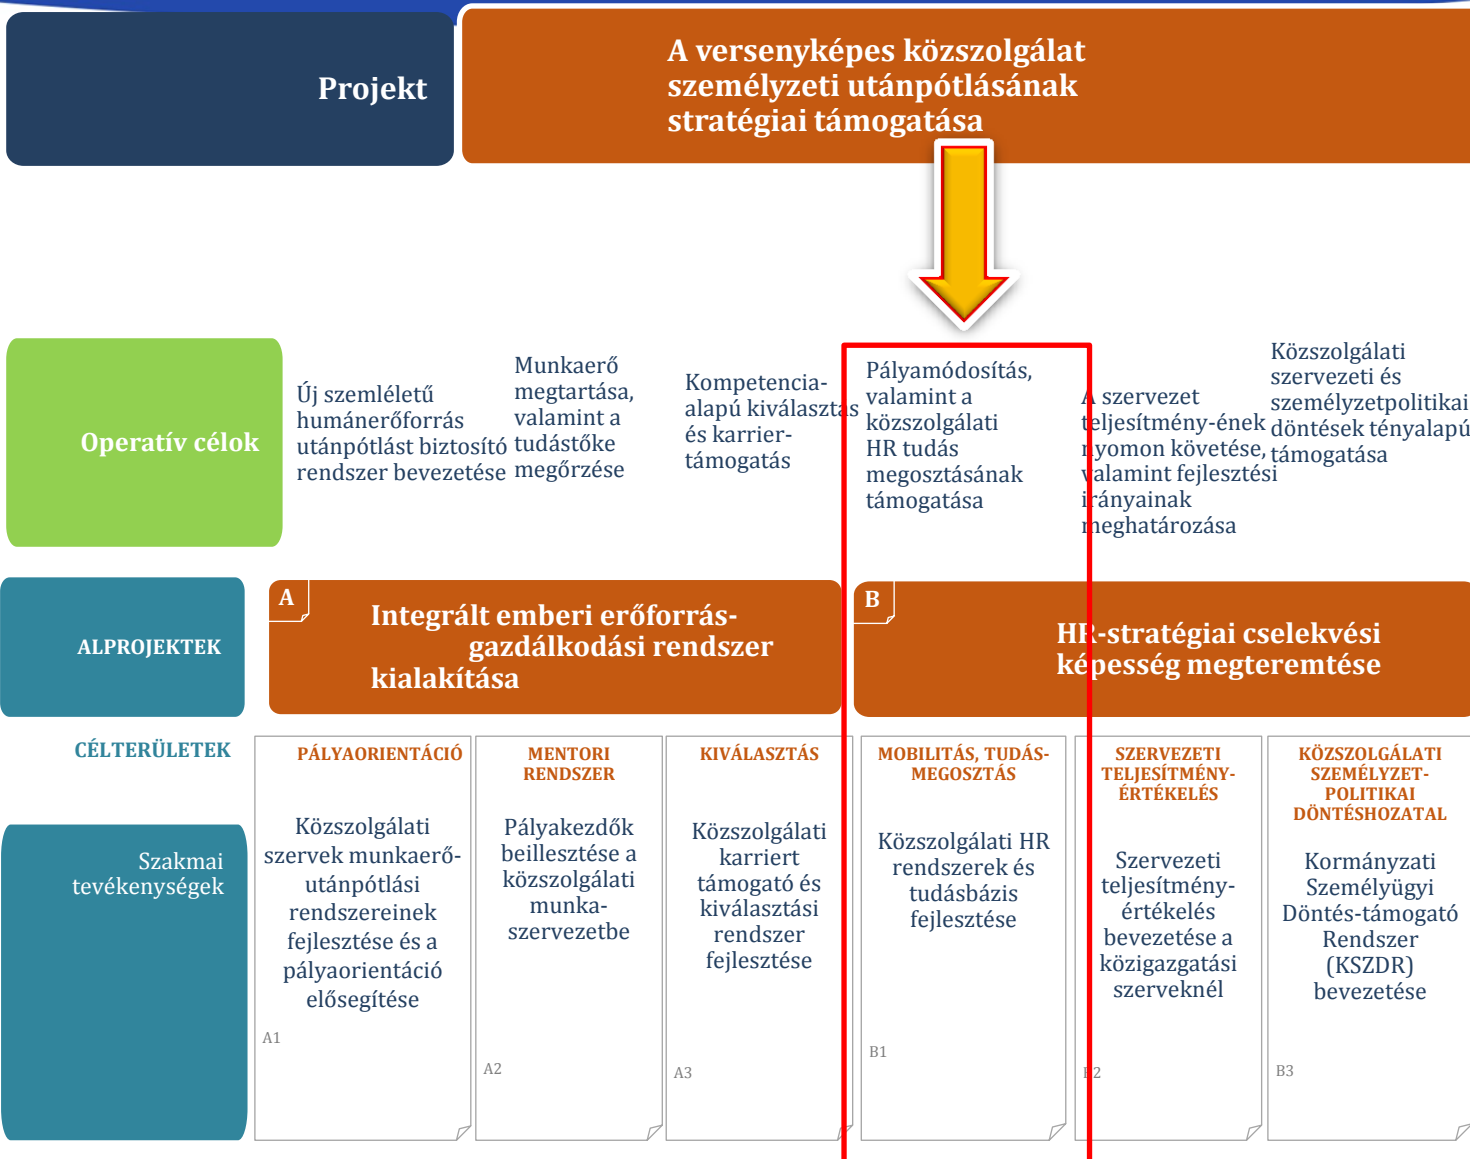 Projekt
A versenyképes közszolgálat
személyzeti utánpótlásának
stratégiai támogatása
Operatív célok
Új szemléletű
humánerőforrás
utánpótlást biztosító
rendszer bevezetése
Munkaerő
megtartása,
valamint a
tudástőke
megőrzése
Kompetencia-
alapú kiválasztás
és karrier-
támogatás
Pályamódosítás,
valamint a
közszolgálati
HR tudás
megosztásának
támogatása
A szervezet
teljesítmény-ének
nyomon követése,
valamint fejlesztési
irányainak
meghatározása
Közszolgálati
szervezeti és
személyzetpolitikai
döntések tényalapú
támogatása
ALPROJEKTEK
A
Integrált emberi erőforrás-
gazdálkodási rendszer
kialakítása
B
HR-stratégiai cselekvési
képesség megteremtése
CÉLTERÜLETEK
Szakmai
tevékenységek
PÁLYAORIENTÁCIÓ
Közszolgálati
szervek munkaerő-
utánpótlási
rendszereinek
fejlesztése és a
pályaorientáció
elősegítése
A1
MENTORI
RENDSZER
Pályakezdők
beillesztése a
közszolgálati
munka-
szervezetbe
A2
KIVÁLASZTÁS
Közszolgálati
karriert
támogató és
kiválasztási
rendszer
fejlesztése
A3
MOBILITÁS, TUDÁS-
MEGOSZTÁS
Közszolgálati HR
rendszerek és
tudásbázis
fejlesztése
B1
SZERVEZETI
TELJESÍTMÉNY-
ÉRTÉKELÉS
Szervezeti
teljesítmény-
értékelés
bevezetése a
közigazgatási
szerveknél
B2
KÖZSZOLGÁLATI
SZEMÉLYZET-
POLITIKAI
DÖNTÉSHOZATAL
Kormányzati
Személyügyi
Döntés-támogató
Rendszer
(KSZDR)
bevezetése
B3